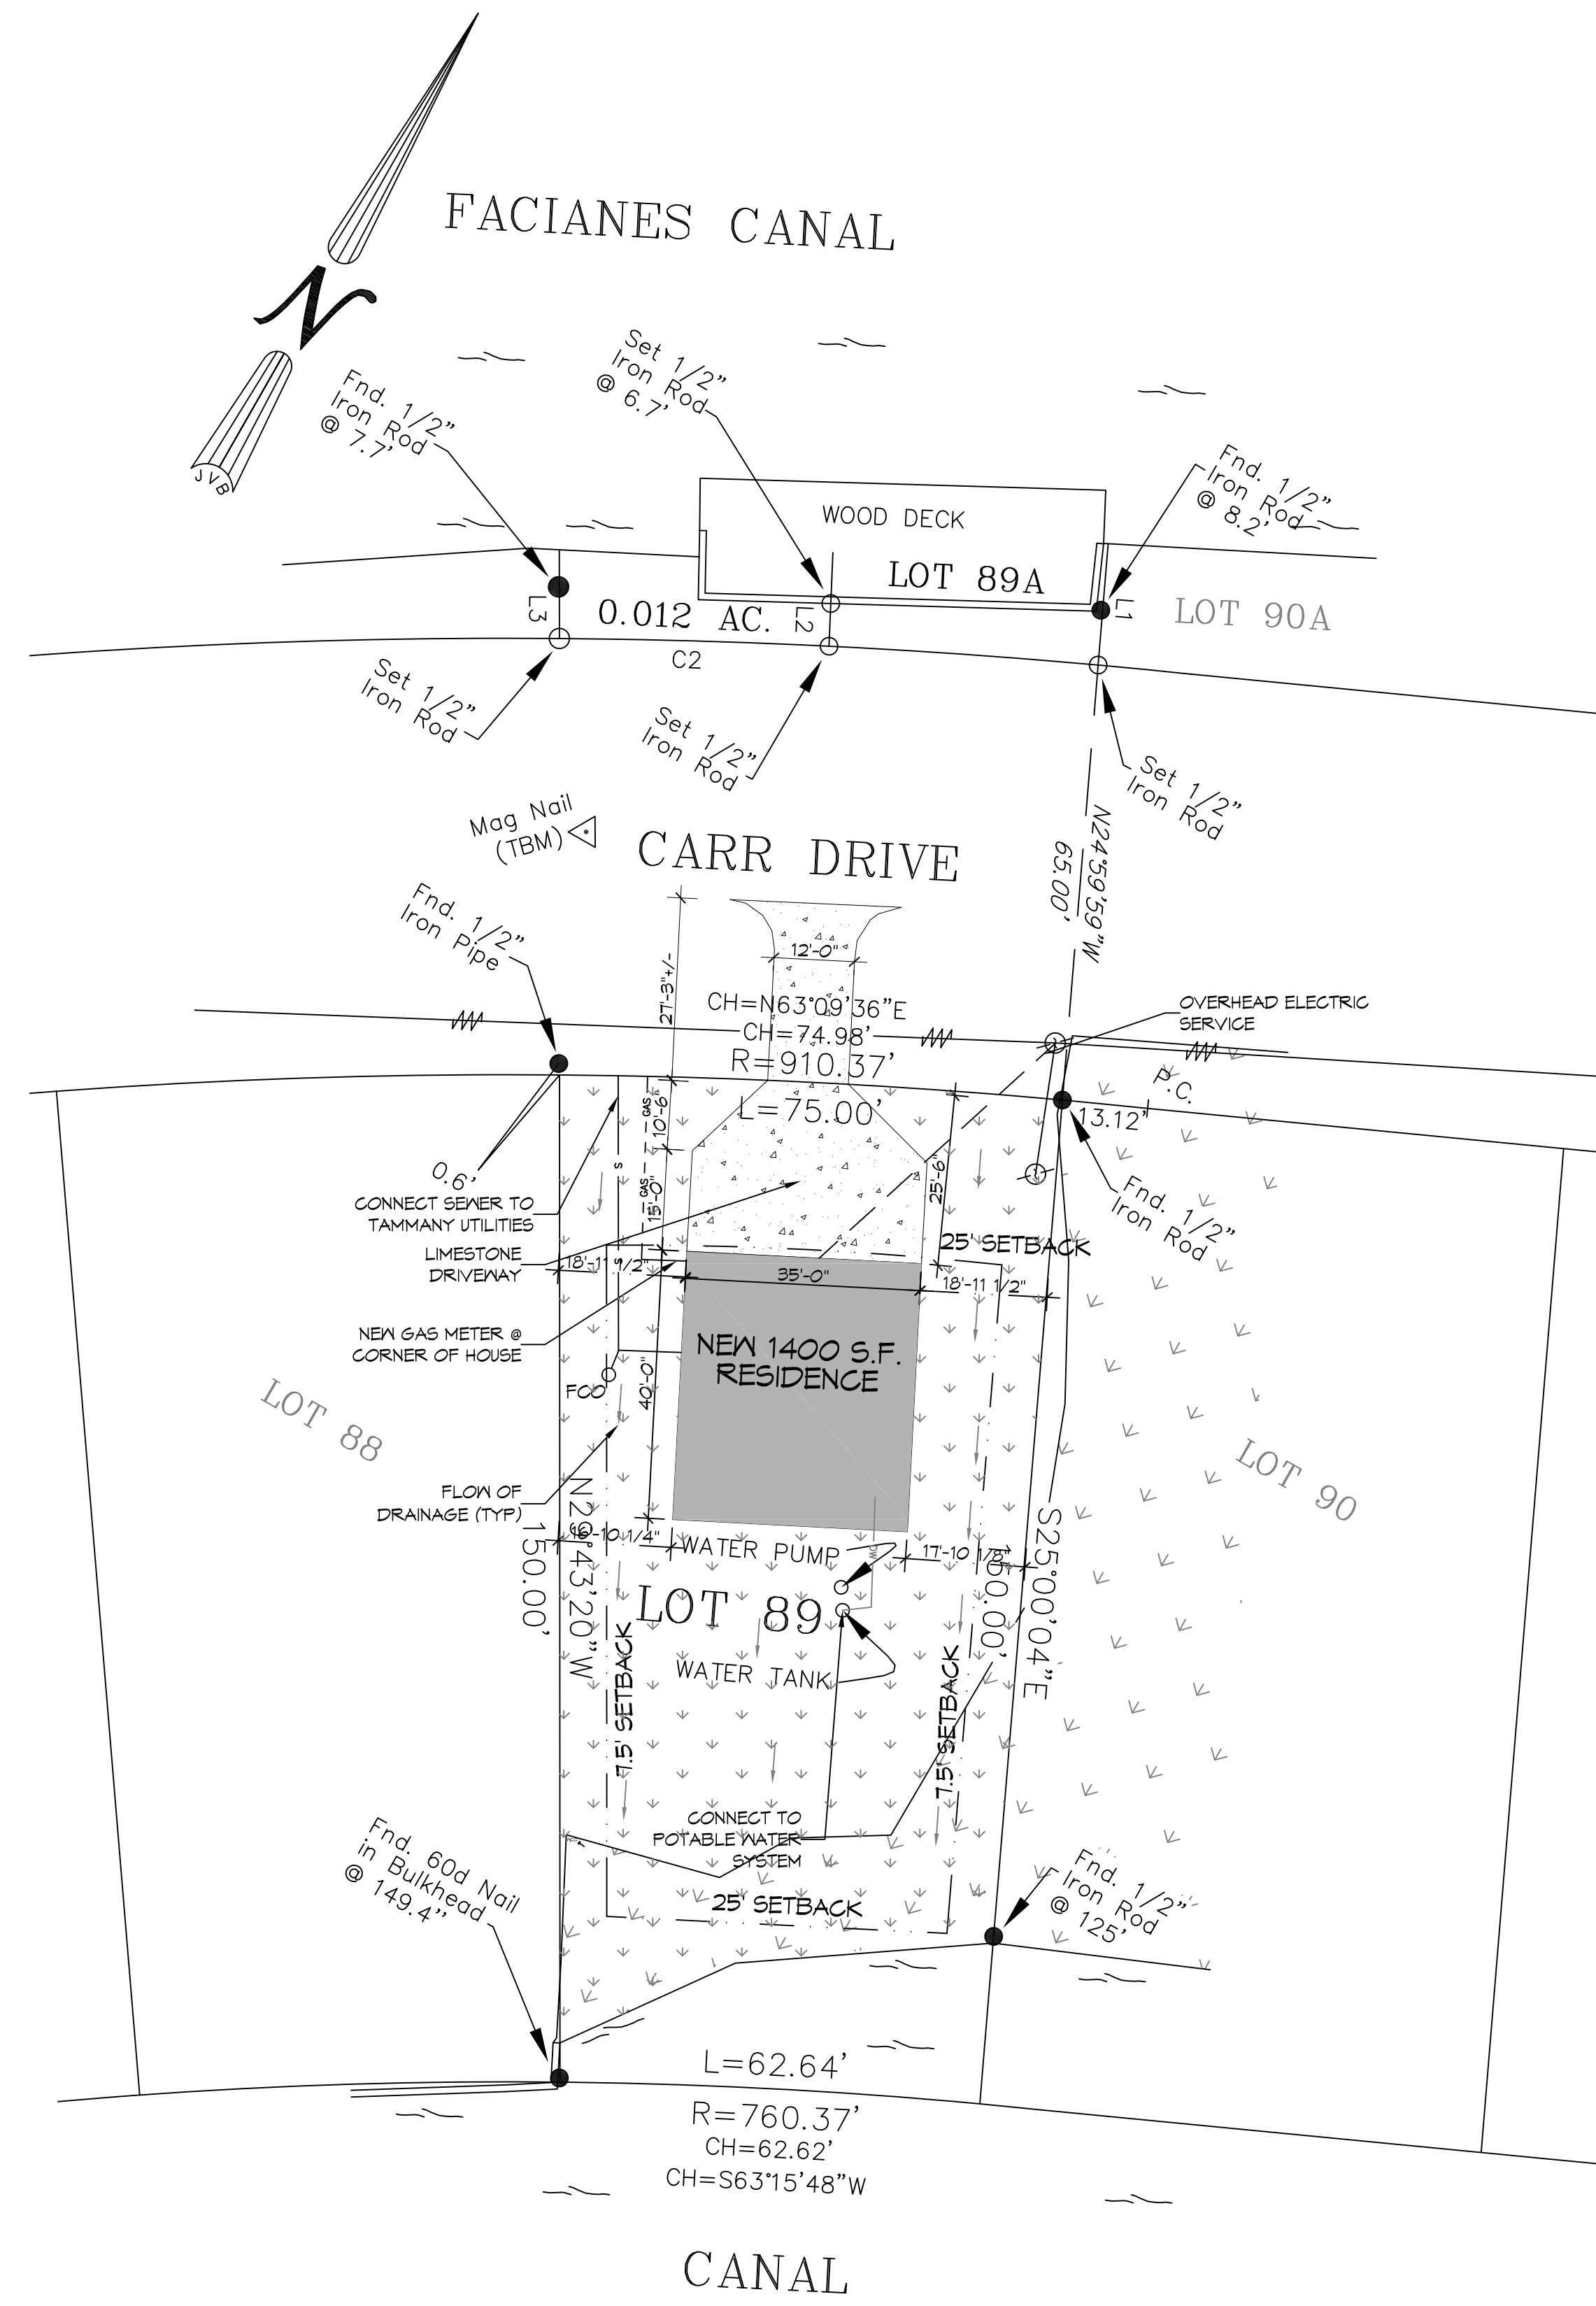 FACIANES CANAL
N
JVB
Set 1/2"
Iron Rod
@ 6.7'
Fnd. 1/2"
Iron Rod
@ 7.7'
Fnd. 1/2"
Iron Rod
@ 8.2'
WOOD DECK
LOT 89A
L3
0.012 AC.
L2
L1
LOT 90A
C2
Set 1/2"
Iron Rod
Set 1/2"
Iron Rod
Set 1/2"
Iron Rod
Mag Nail
(TBM)
CARR DRIVE
N24°59'59"W
65.00'
Fnd. 1/2"
Iron Pipe
27'-3"+/-
12'-0"
CH=N63°09'36"E
CH=74.98'
R=910.37'
L=75.00'
OVERHEAD ELECTRIC
SERVICE
P.C.
13.12'
GAS
10'-6"
0.6'
S
GAS
15'-0"
25'-6"
Fnd. 1/2"
Iron Rod
CONNECT SEWER TO
TAMMANY UTILITIES
LIMESTONE
DRIVEWAY
25' SETBACK
18'-11 1/2"
35'-0"
18'-11 1/2"
NEW GAS METER @
CORNER OF HOUSE
NEW 1400 S.F.
RESIDENCE
FCO
40'-0"
LOT 88
LOT 90
FLOW OF
DRAINAGE (TYP)
N29°43'20"W
150.00'
16'-10 1/4"
WATER PUMP
DW
17'-10 1/8"
S25°00'04"E
150.00'
LOT 89
7.5' SETBACK
WATER TANK
7.5' SETBACK
CONNECT TO
POTABLE WATER
SYSTEM
25' SETBACK
Fnd. 60d Nail
in Bulkhead
@ 149.4"
Fnd. 1/2"
Iron Rod
@ 125'
L=62.64'
R=760.37'
CH=62.62'
CH=S63°15'48"W
CANAL